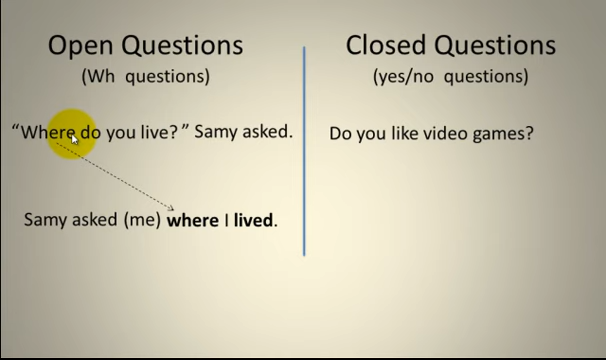 Open Questions
(Wh questions)
"Where do you live?" Samy asked.
Samy asked (me) where I lived.
Closed Questions
(yes/no questions)
Do you like video games?